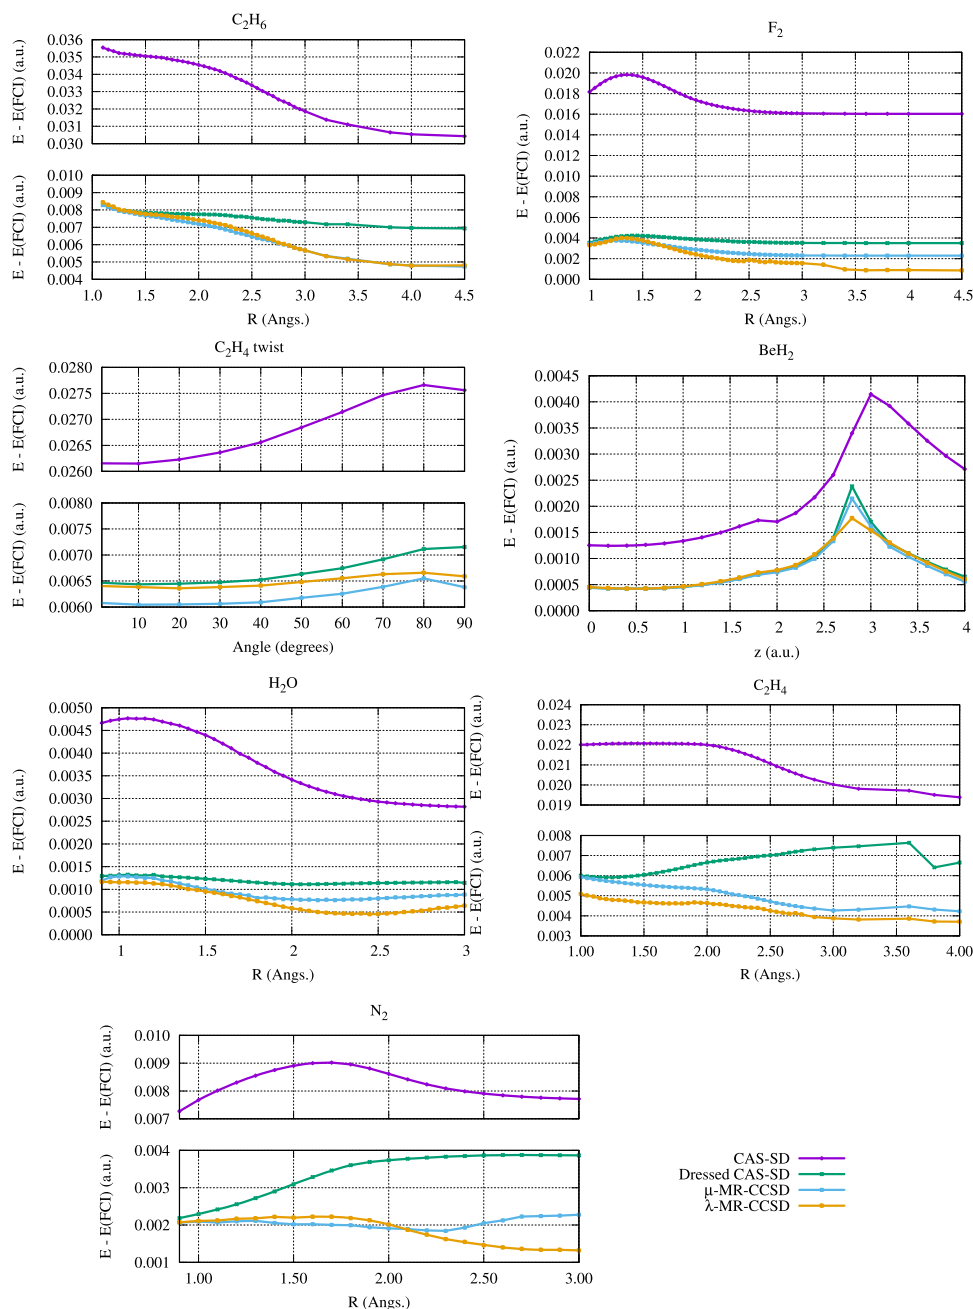 C2H6
E - E(FCI) (a.u.)
0.036
0.035
0.034
0.033
0.032
0.031
0.030
E - E(FCI) (a.u.)
0.010
0.009
0.008
0.007
0.006
0.005
0.004
1.0 1.5 2.0 2.5 3.0 3.5 4.0 4.5
R (Angs.)
F2
E - E(FCI) (a.u.)
0.022
0.020
0.018
0.016
0.014
0.012
0.010
0.008
0.006
0.004
0.002
0.000
1 1.5 2 2.5 3 3.5 4 4.5
R (Angs.)
C2H4 twist
E - E(FCI) (a.u.)
0.0280
0.0275
0.0270
0.0265
0.0260
E - E(FCI) (a.u.)
0.0080
0.0075
0.0070
0.0065
0.0060
10 20 30 40 50 60 70 80 90
Angle (degrees)
BeH2
E - E(FCI) (a.u.)
0.0045
0.0040
0.0035
0.0030
0.0025
0.0020
0.0015
0.0010
0.0005
0.0000
0 0.5 1 1.5 2 2.5 3 3.5 4
z (a.u.)
H2O
E - E(FCI) (a.u.)
0.0050
0.0045
0.0040
0.0035
0.0030
0.0025
0.0020
0.0015
0.0010
0.0005
0.0000
1 1.5 2 2.5 3
R (Angs.)
C2H4
E - E(FCI) (a.u.)
0.024
0.023
0.022
0.021
0.020
0.019
E - E(FCI) (a.u.)
0.008
0.007
0.006
0.005
0.004
0.003
1.00 1.50 2.00 2.50 3.00 3.50 4.00
R (Angs.)
N2
E - E(FCI) (a.u.)
0.010
0.009
0.008
0.007
E - E(FCI) (a.u.)
0.004
0.003
0.002
0.001
1.00 1.50 2.00 2.50 3.00
R (Angs.)
CAS-SD
Dressed CAS-SD
μ-MR-CCSD
λ-MR-CCSD